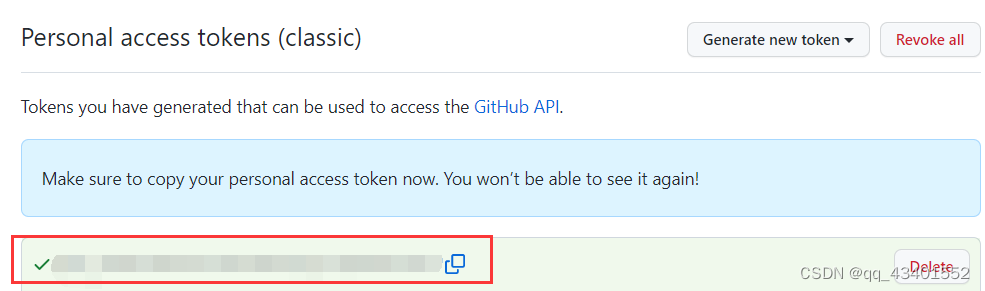 Personal access tokens (classic)
Generate new token
Revoke all
Tokens you have generated that can be used to access the GitHub API.
Make sure to copy your personal access token now. You won't be able to see it again!
Delete
CSDN @qq_43401552